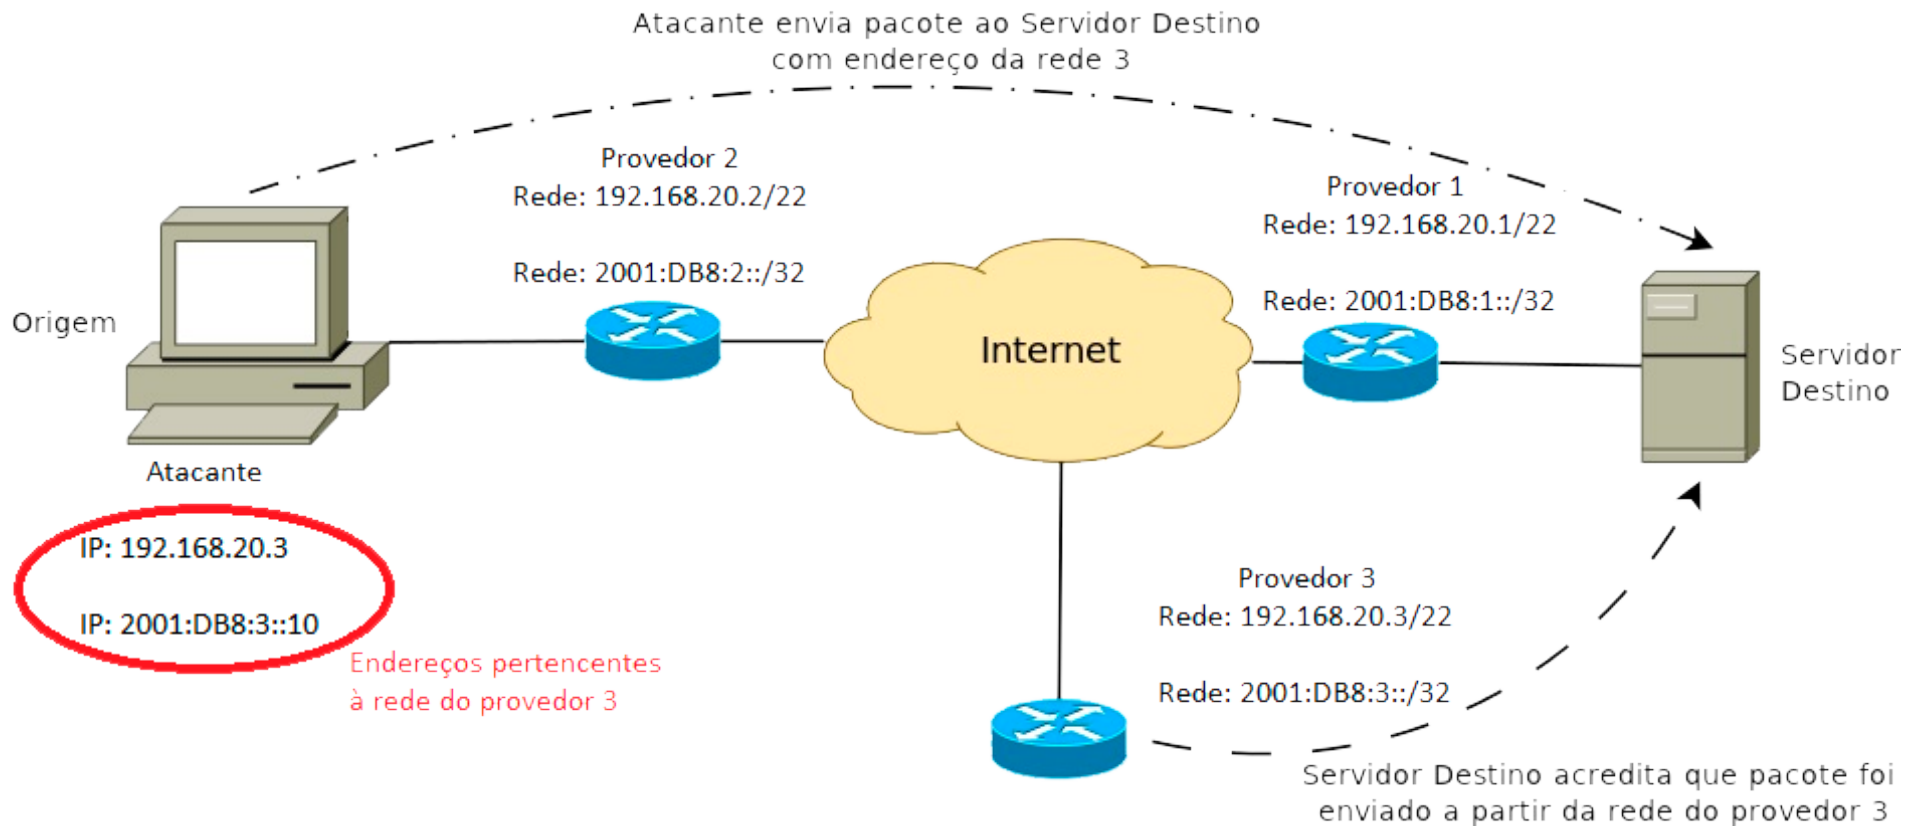 Atacante envia pacote ao Servidor Destino
com endereço da rede 3
Provedor 2
Rede: 192.168.20.2/22
Rede: 2001:DB8:2::/32
Provedor 1
Rede: 192.168.20.1/22
Rede: 2001:DB8:1::/32
Origem
Internet
Servidor
Destino
Atacante
IP: 192.168.20.3
IP: 2001:DB8:3::10
Endereços pertencentes
à rede do provedor 3
Provedor 3
Rede: 192.168.20.3/22
Rede: 2001:DB8:3::/32
Servidor Destino acredita que pacote foi
enviado a partir da rede do provedor 3